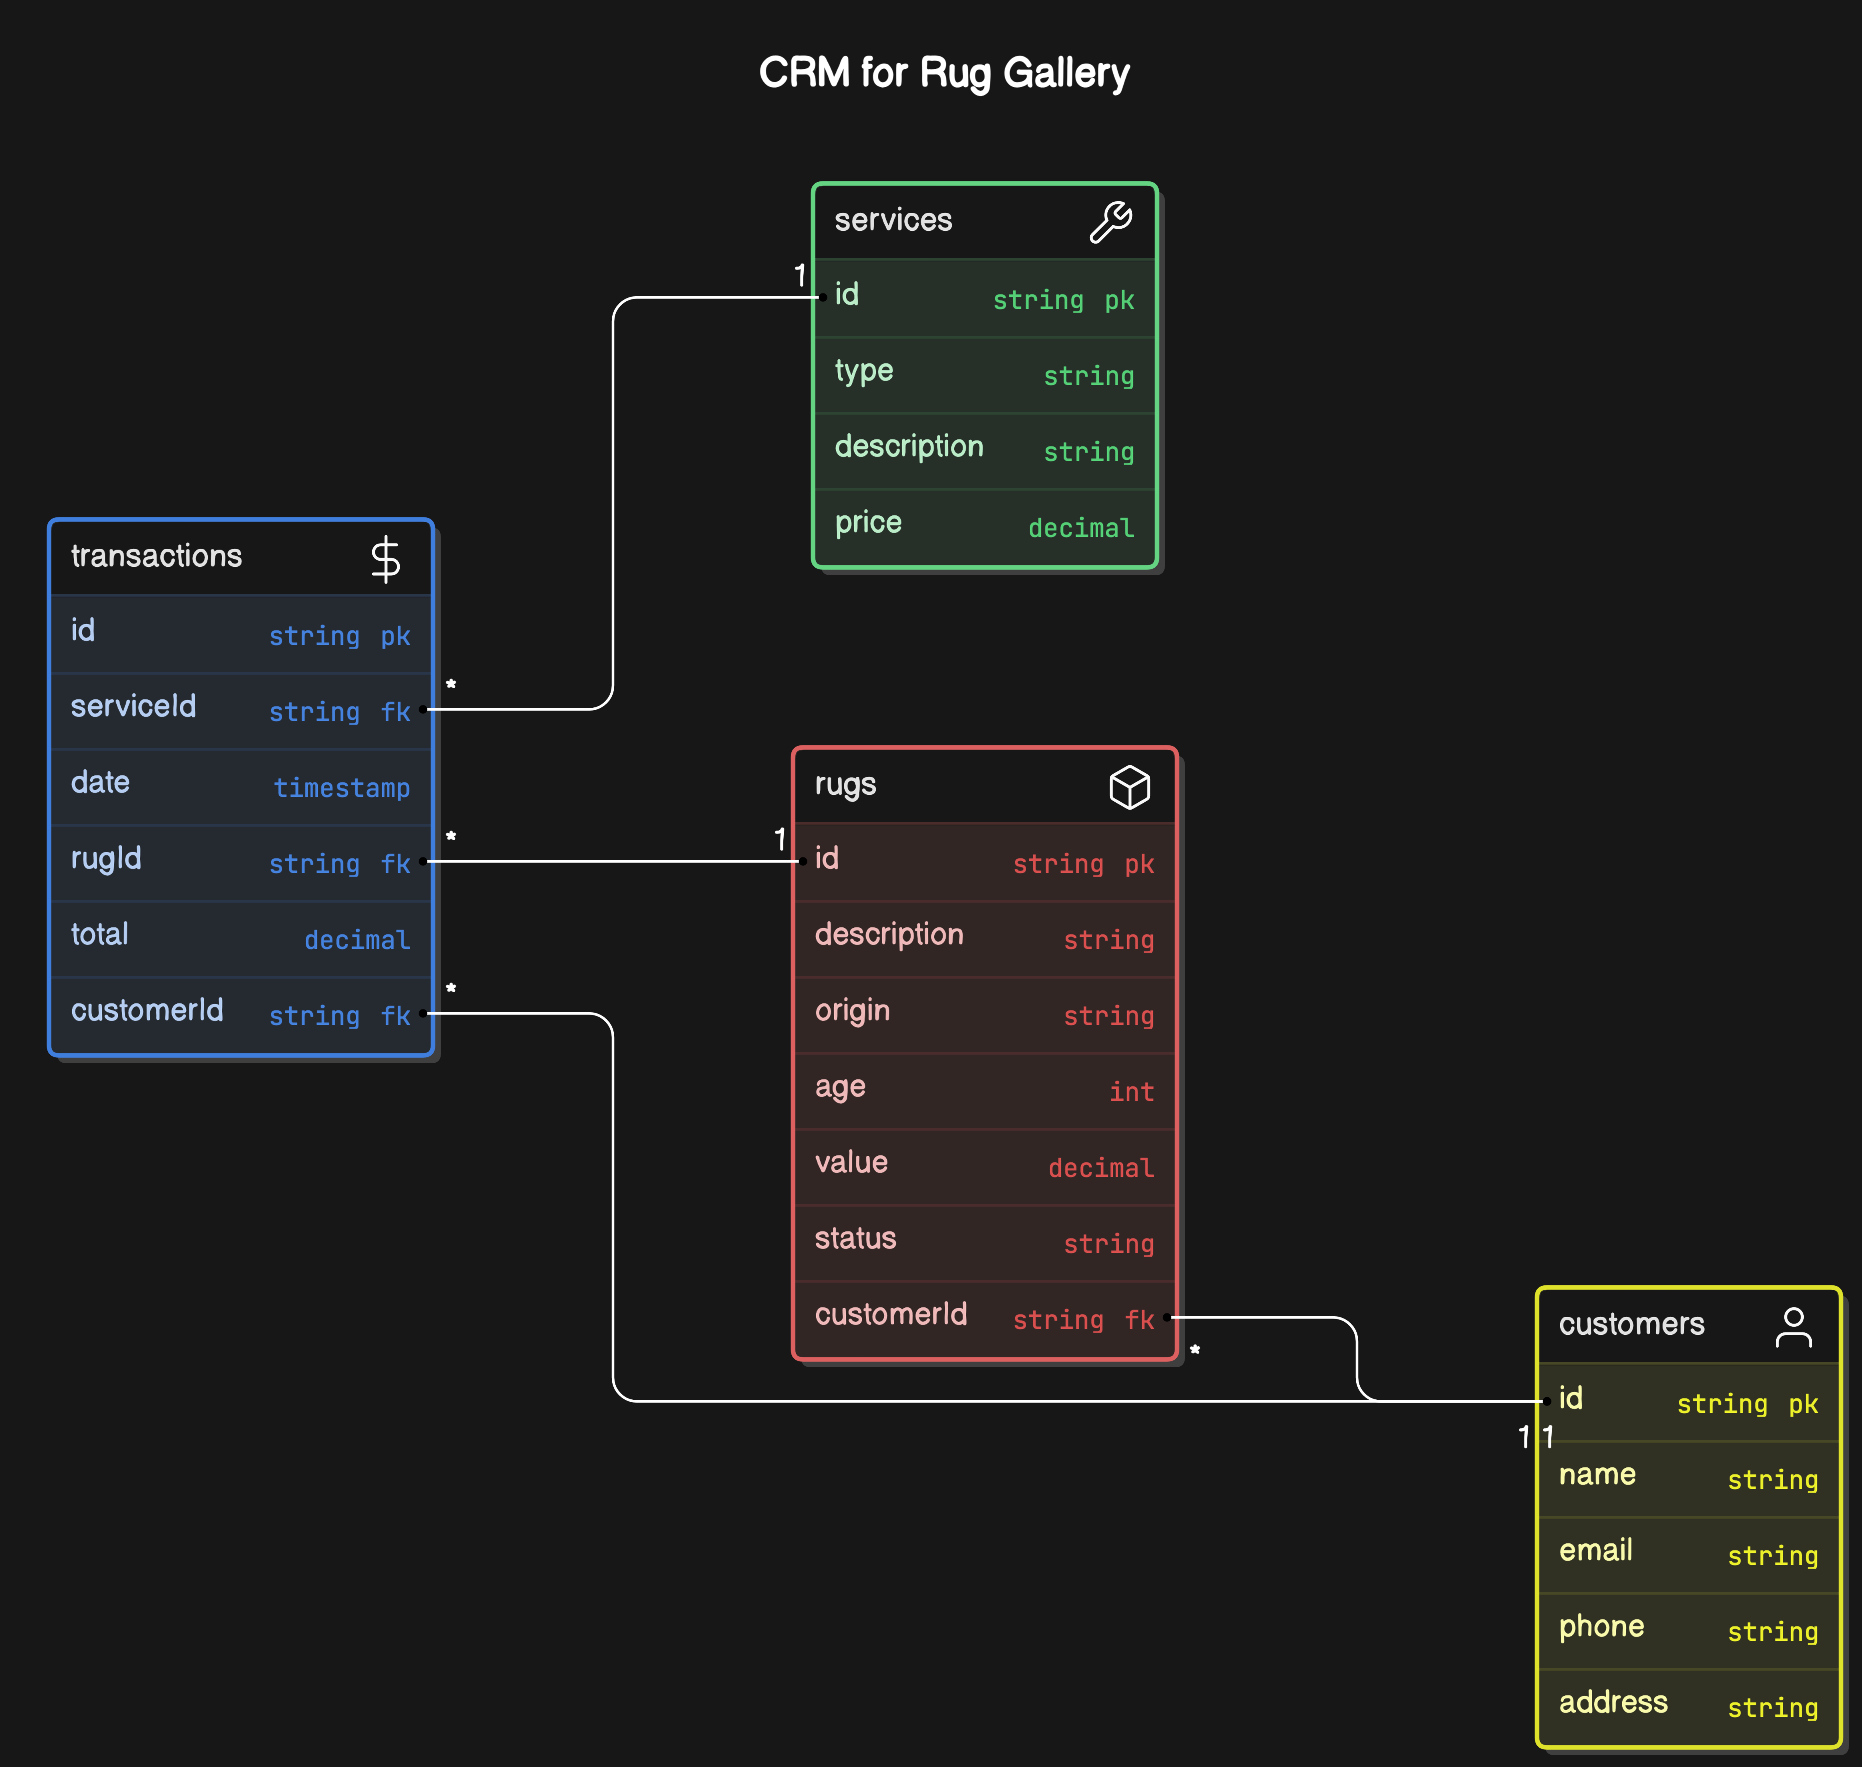 CRM for Rug Gallery
services
1
id string pk
type string
description string
price decimal
transactions
id string pk
*
serviceId string fk
date timestamp
*
rugId string fk
total decimal
*
customerId string fk
rugs
1
id string pk
description string
origin string
age int
value decimal
status string
customerId string fk
*
customers
id string pk
1 1
name string
email string
phone string
address string